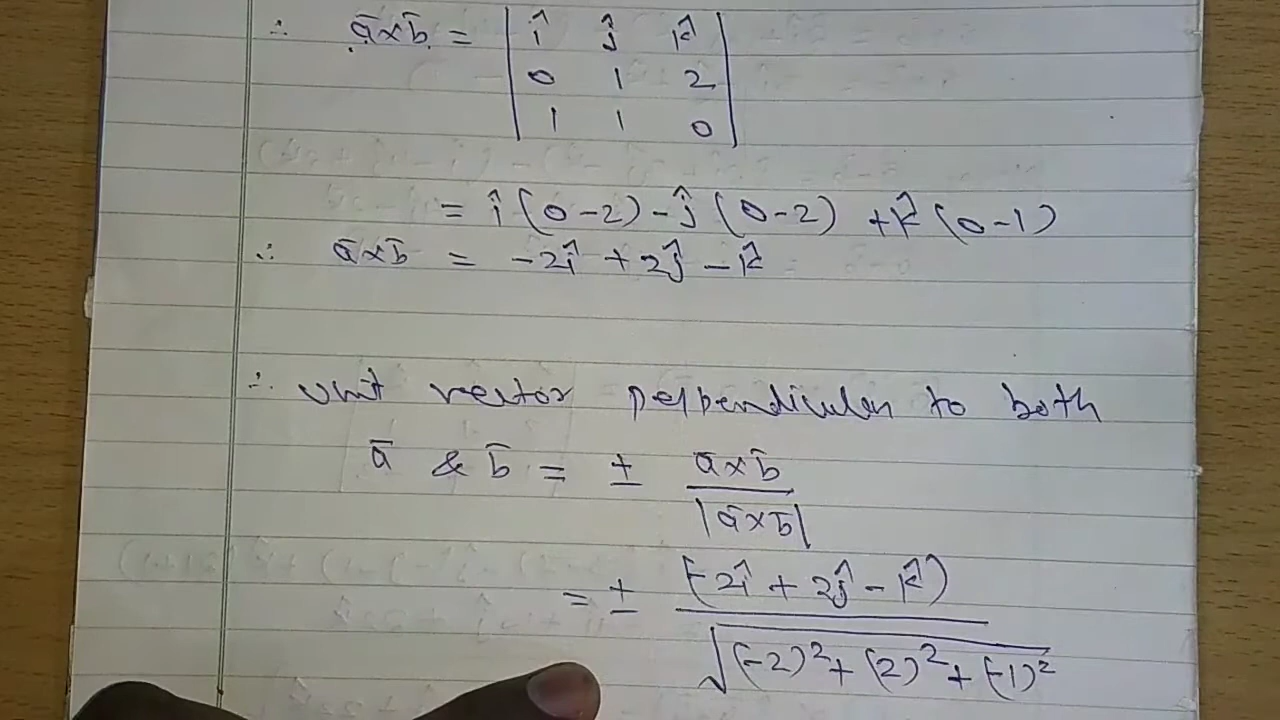 ∴ a̅×b̅ = | î ĵ k̂ |
0 1 2
1 1 0
= î(0-2)-ĵ(0-2) +k̂(0-1)
∴ a̅×b̅ = -2î +2ĵ -k̂
∴ unit vector perpendicular to both
a̅ & b̅ = ± a̅×b̅
|a̅×b̅|
= ± (-2î + 2ĵ - k̂)
√(-2)²+(2)²+(-1)²